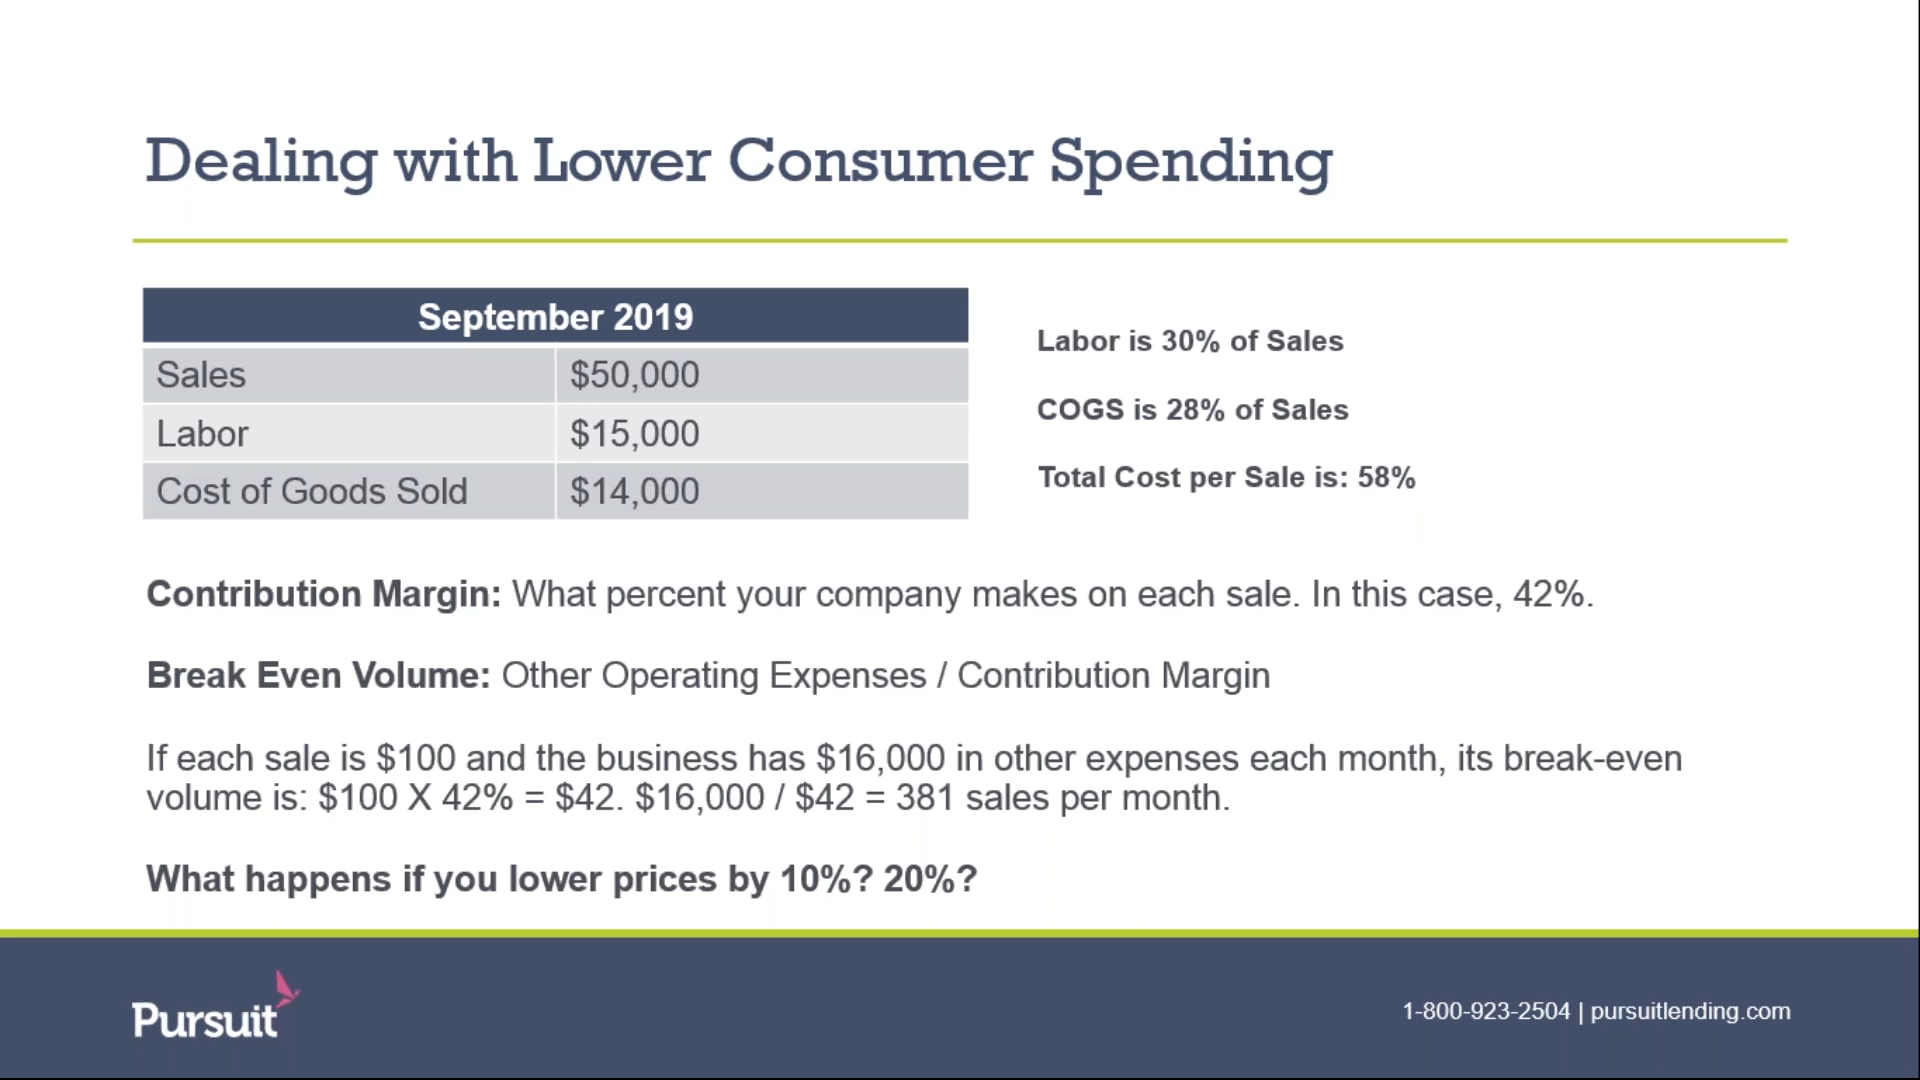 Dealing with Lower Consumer Spending
September 2019
Sales $50,000
Labor $15,000
Cost of Goods Sold $14,000
Labor is 30% of Sales
COGS is 28% of Sales
Total Cost per Sale is: 58%
Contribution Margin: What percent your company makes on each sale. In this case, 42%.
Break Even Volume: Other Operating Expenses / Contribution Margin
If each sale is $100 and the business has $16,000 in other expenses each month, its break-even
volume is: $100 X 42% = $42. $16,000 / $42 = 381 sales per month.
What happens if you lower prices by 10%? 20%?
Pursuit
1-800-923-2504 | pursuitlending.com